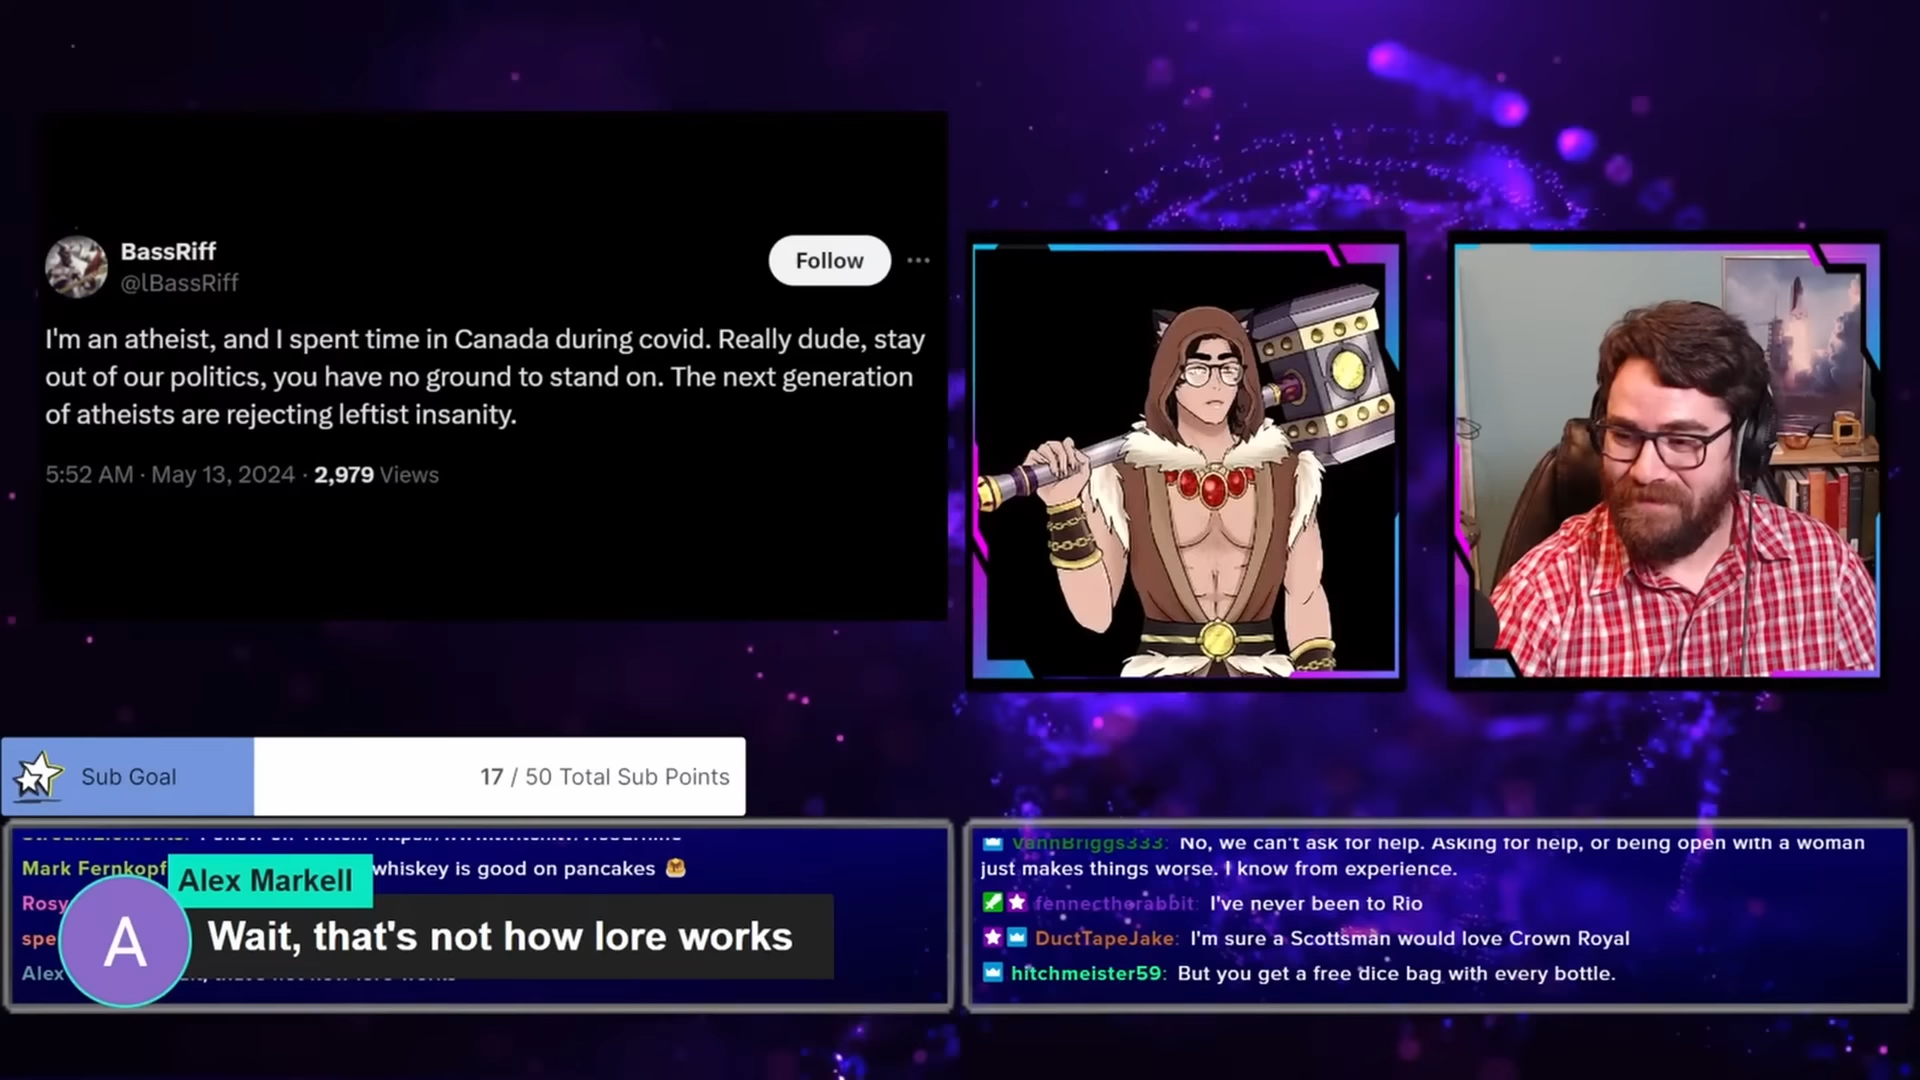 BassRiff
@lBassRiff
Follow
I'm an atheist, and I spent time in Canada during covid. Really dude, stay
out of our politics, you have no ground to stand on. The next generation
of atheists are rejecting leftist insanity.
5:52 AM · May 13, 2024 · 2,979 Views
Sub Goal
17 / 50 Total Sub Points
Mark Fernkopf whiskey is good on pancakes
Rosy
spe
Alex
Alex Markell
A
Wait, that's not how lore works
VannBriggs333: No, we can't ask for help. Asking for help, or being open with a woman
just makes things worse. I know from experience.
fennectherabbit: I've never been to Rio
DuctTapeJake: I'm sure a Scottsman would love Crown Royal
hitchmeister59: But you get a free dice bag with every bottle.